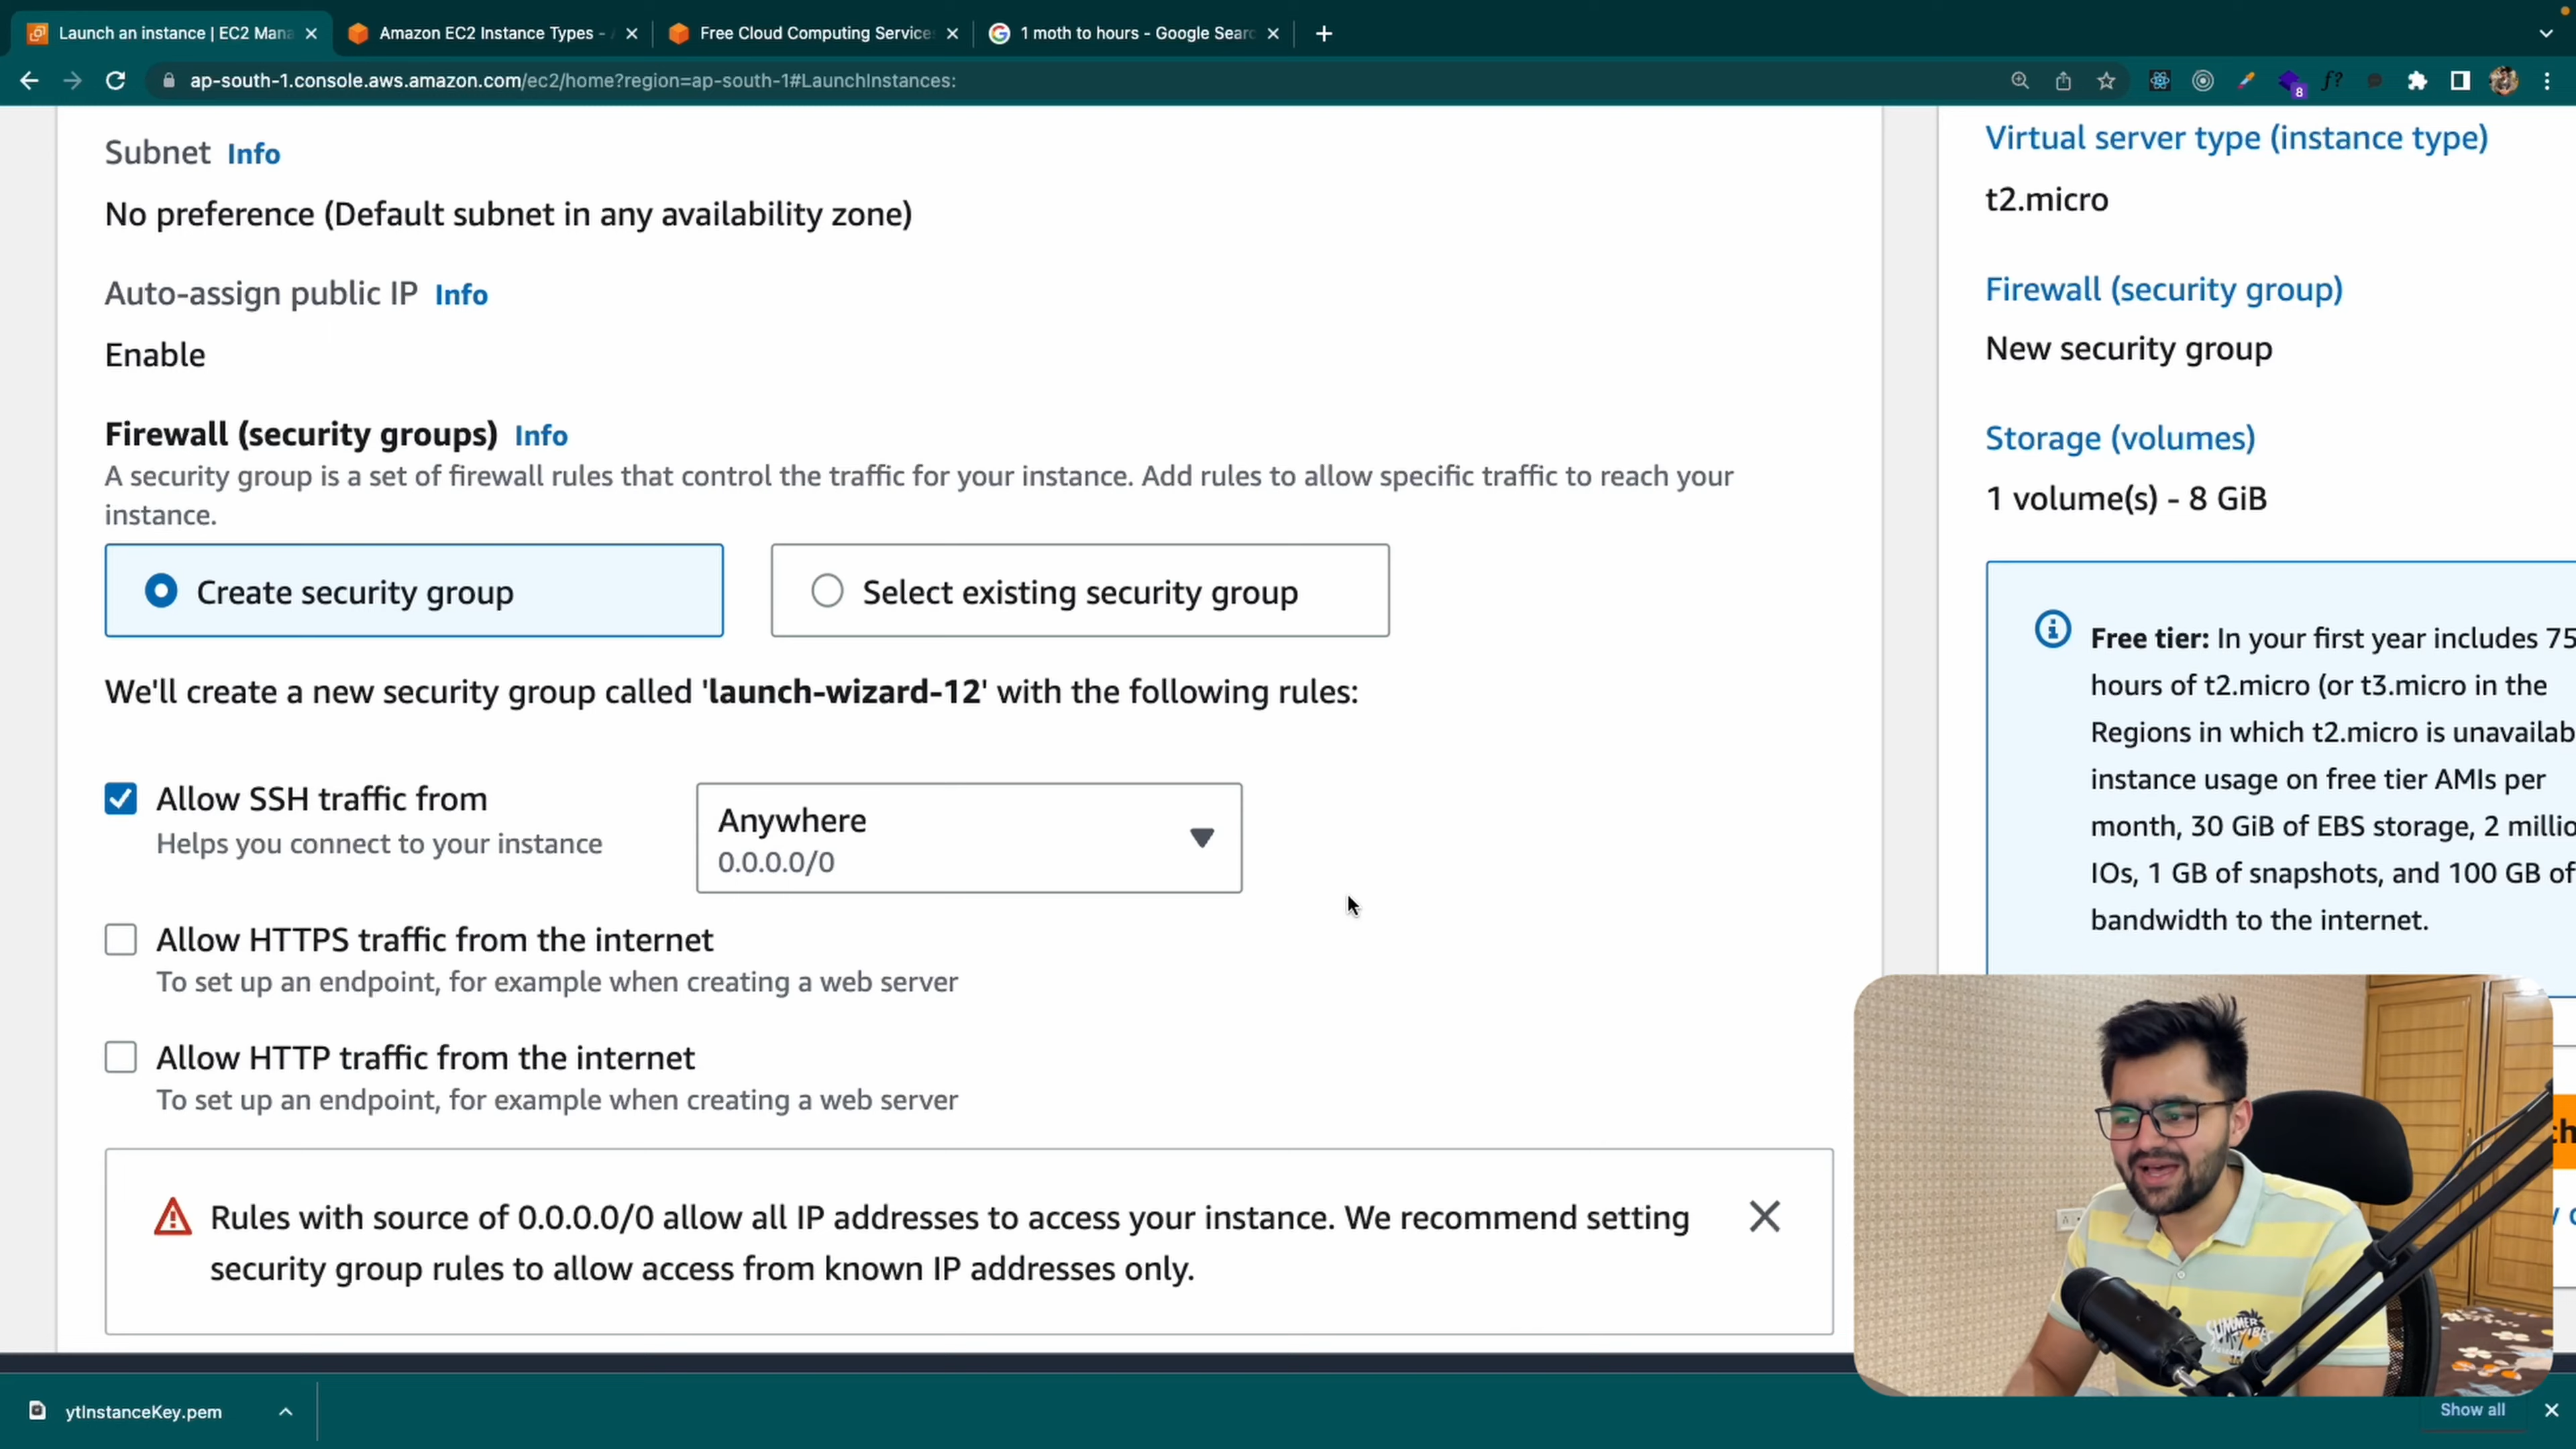 Launch an instance | EC2 Mana
Amazon EC2 Instance Types -
Free Cloud Computing Service
1 moth to hours - Google Sear
ap-south-1.console.aws.amazon.com/ec2/home?region=ap-south-1#LaunchInstances:
8
f?
Subnet Info
No preference (Default subnet in any availability zone)
Auto-assign public IP Info
Enable
Firewall (security groups) Info
A security group is a set of firewall rules that control the traffic for your instance. Add rules to allow specific traffic to reach your
instance.
Create security group
Select existing security group
We'll create a new security group called 'launch-wizard-12' with the following rules:
Allow SSH traffic from
Helps you connect to your instance
Anywhere
0.0.0.0/0
Allow HTTPS traffic from the internet
To set up an endpoint, for example when creating a web server
Allow HTTP traffic from the internet
To set up an endpoint, for example when creating a web server
Rules with source of 0.0.0.0/0 allow all IP addresses to access your instance. We recommend setting
security group rules to allow access from known IP addresses only.
Virtual server type (instance type)
t2.micro
Firewall (security group)
New security group
Storage (volumes)
1 volume(s) - 8 GiB
Free tier: In your first year includes 75
hours of t2.micro (or t3.micro in the
Regions in which t2.micro is unavailab
instance usage on free tier AMIs per
month, 30 GiB of EBS storage, 2 millio
IOs, 1 GB of snapshots, and 100 GB of
bandwidth to the internet.
SUMMER
VIBES
ytInstanceKey.pem
Show all